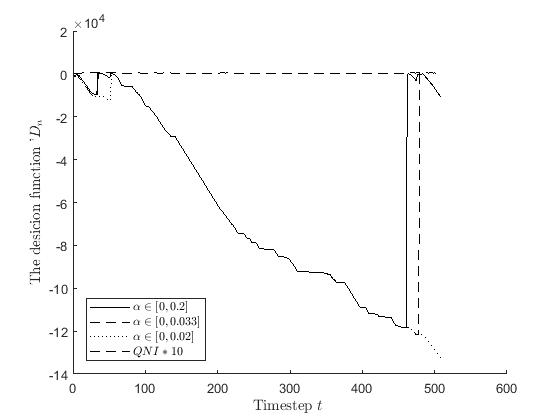 ×10⁴
2
0
-2
-4
-6
-8
-10
-12
-14
The desicion function 'Dₙ
α ∈ [0, 0.2]
α ∈ [0, 0.033]
α ∈ [0, 0.02]
QNI * 10
0 100 200 300 400 500 600
Timestep t